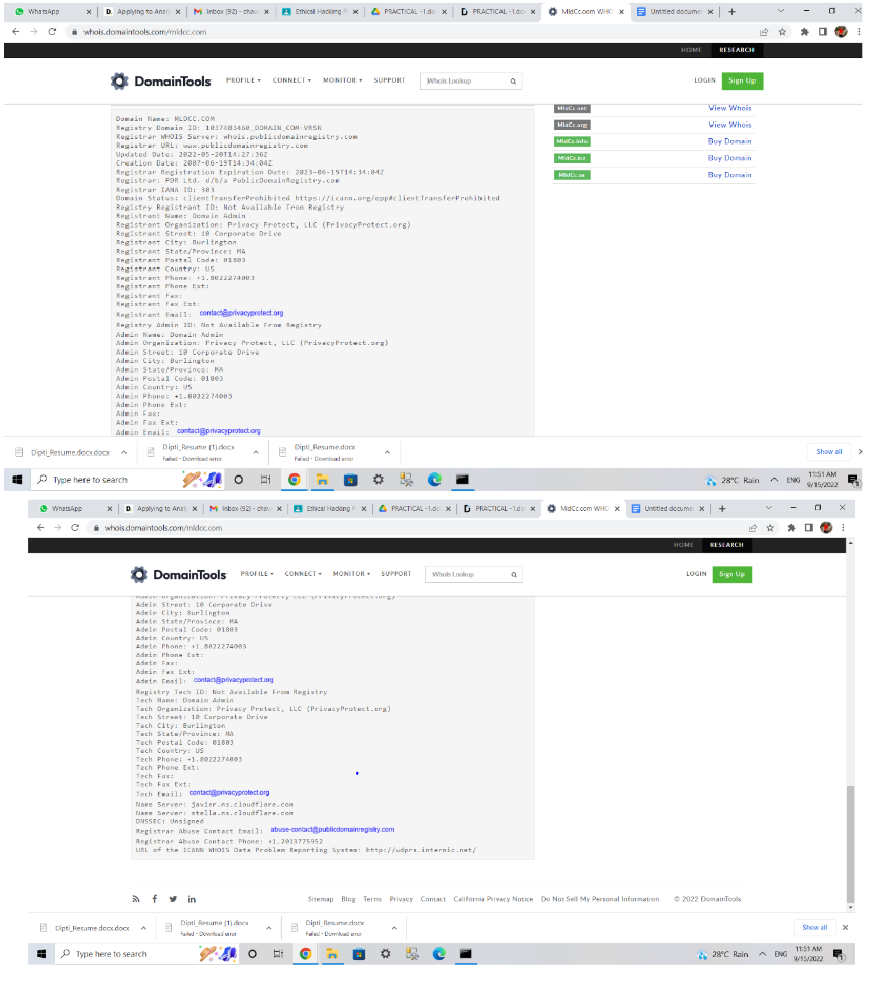 WhatsApp
Applying to Analy
Inbox (92) - chav
Ethical Hacking P
PRACTICAL -1.do
PRACTICAL -1.do
MldCc.com WHO
Untitled documen
whois.domaintools.com/mldcc.com
HOME RESEARCH
DomainTools PROFILE CONNECT MONITOR SUPPORT Whois Lookup LOGIN Sign Up
MldCc.net View Whois
MldCc.org View Whois
MldCc.info Buy Domain
MldCc.biz Buy Domain
MldCc.us Buy Domain
Domain Name: MLDCC.COM
Registry Domain ID: 1037483460_DOMAIN_COM-VRSN
Registrar WHOIS Server: whois.publicdomainregistry.com
Registrar URL: www.publicdomainregistry.com
Updated Date: 2022-05-20T14:27:36Z
Creation Date: 2007-06-19T14:34:04Z
Registrar Registration Expiration Date: 2023-06-19T14:34:04Z
Registrar: PDR Ltd. d/b/a PublicDomainRegistry.com
Registrar IANA ID: 303
Domain Status: clientTransferProhibited https://icann.org/epp#clientTransferProhibited
Registry Registrant ID: Not Available From Registry
Registrant Name: Domain Admin
Registrant Organization: Privacy Protect, LLC (PrivacyProtect.org)
Registrant Street: 10 Corporate Drive
Registrant City: Burlington
Registrant State/Province: MA
Registrant Postal Code: 01803
Registrant Country: US
Registrant Phone: +1.8022274003
Registrant Phone Ext:
Registrant Fax:
Registrant Fax Ext:
Registrant Email: contact@privacyprotect.org
Registry Admin ID: Not Available From Registry
Admin Name: Domain Admin
Admin Organization: Privacy Protect, LLC (PrivacyProtect.org)
Admin Street: 10 Corporate Drive
Admin City: Burlington
Admin State/Province: MA
Admin Postal Code: 01803
Admin Country: US
Admin Phone: +1.8022274003
Admin Phone Ext:
Admin Fax:
Admin Fax Ext:
Admin Email: contact@privacyprotect.org
Dipti_Resume.docx.docx
Dipti_Resume (1).docx
Failed - Download error
Dipti_Resume.docx
Failed - Download error
Show all
Type here to search
28°C Rain ENG 11:51 AM
9/15/2022
WhatsApp
Applying to Analy
Inbox (92) - chav
Ethical Hacking P
PRACTICAL -1.do
PRACTICAL -1.do
MldCc.com WHO
Untitled documen
whois.domaintools.com/mldcc.com
HOME RESEARCH
DomainTools PROFILE CONNECT MONITOR SUPPORT Whois Lookup LOGIN Sign Up
Admin Organization: Privacy Protect, LLC (PrivacyProtect.org)
Admin Street: 10 Corporate Drive
Admin City: Burlington
Admin State/Province: MA
Admin Postal Code: 01803
Admin Country: US
Admin Phone: +1.8022274003
Admin Phone Ext:
Admin Fax:
Admin Fax Ext:
Admin Email: contact@privacyprotect.org
Registry Tech ID: Not Available From Registry
Tech Name: Domain Admin
Tech Organization: Privacy Protect, LLC (PrivacyProtect.org)
Tech Street: 10 Corporate Drive
Tech City: Burlington
Tech State/Province: MA
Tech Postal Code: 01803
Tech Country: US
Tech Phone: +1.8022274003
Tech Phone Ext:
Tech Fax:
Tech Fax Ext:
Tech Email: contact@privacyprotect.org
Name Server: javier.ns.cloudflare.com
Name Server: stella.ns.cloudflare.com
DNSSEC: Unsigned
Registrar Abuse Contact Email: abuse-contact@publicdomainregistry.com
Registrar Abuse Contact Phone: +1.2013775952
URL of the ICANN WHOIS Data Problem Reporting System: http://wdprs.internic.net/
Sitemap Blog Terms Privacy Contact California Privacy Notice Do Not Sell My Personal Information © 2022 DomainTools
Dipti_Resume.docx.docx
Dipti_Resume (1).docx
Failed - Download error
Dipti_Resume.docx
Failed - Download error
Show all
Type here to search
28°C Rain ENG 11:51 AM
9/15/2022